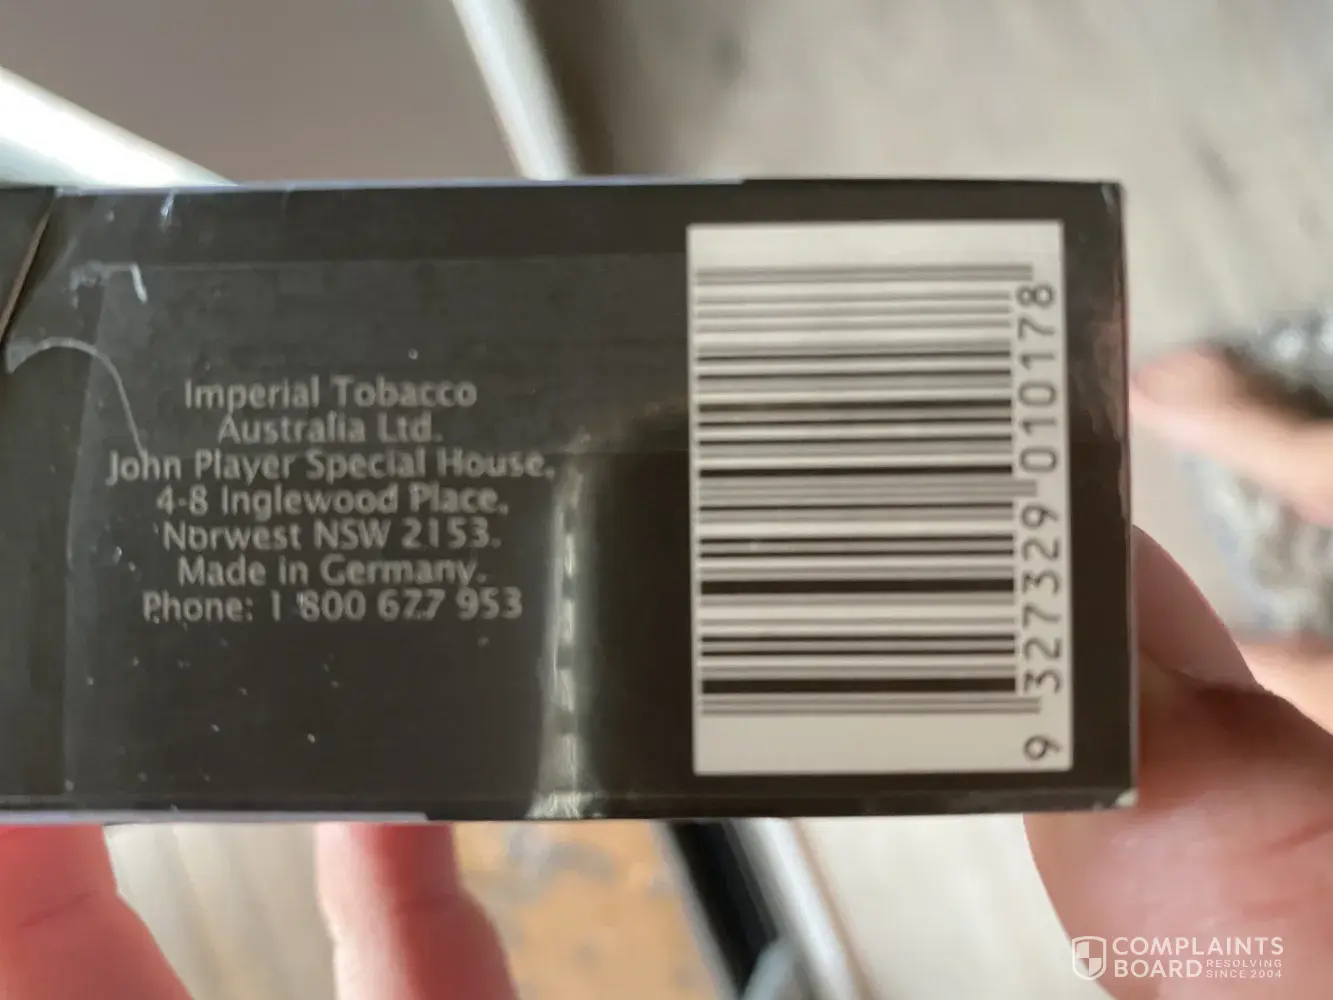 Imperial Tobacco
Australia Ltd.
John Player Special House,
4-8 Inglewood Place,
Norwest NSW 2153.
Made in Germany.
Phone: 1 800 677 953
9 327329 010178
COMPLAINTS
BOARD RESOLVING
SINCE 2004